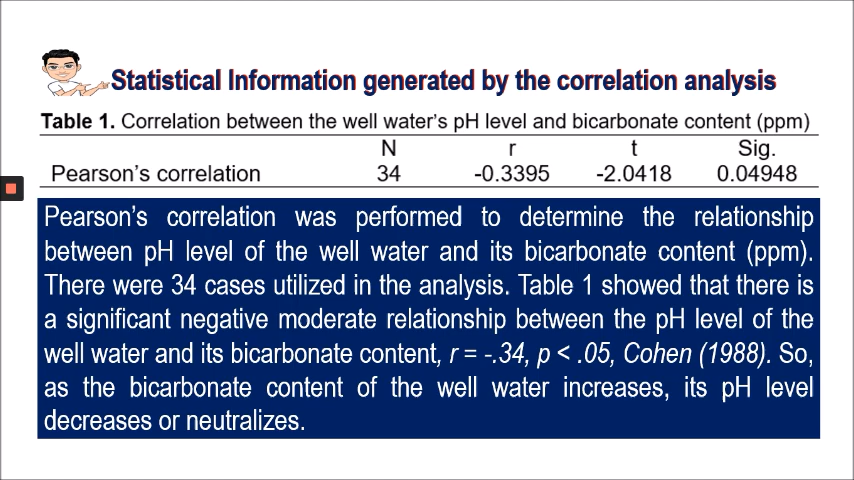 Statistical Information generated by the correlation analysis
Table 1. Correlation between the well water's pH level and bicarbonate content (ppm)
N r t Sig.
Pearson's correlation 34 -0.3395 -2.0418 0.04948
Pearson's correlation was performed to determine the relationship
between pH level of the well water and its bicarbonate content (ppm).
There were 34 cases utilized in the analysis. Table 1 showed that there is
a significant negative moderate relationship between the pH level of the
well water and its bicarbonate content, r = -.34, p < .05, Cohen (1988). So,
as the bicarbonate content of the well water increases, its pH level
decreases or neutralizes.